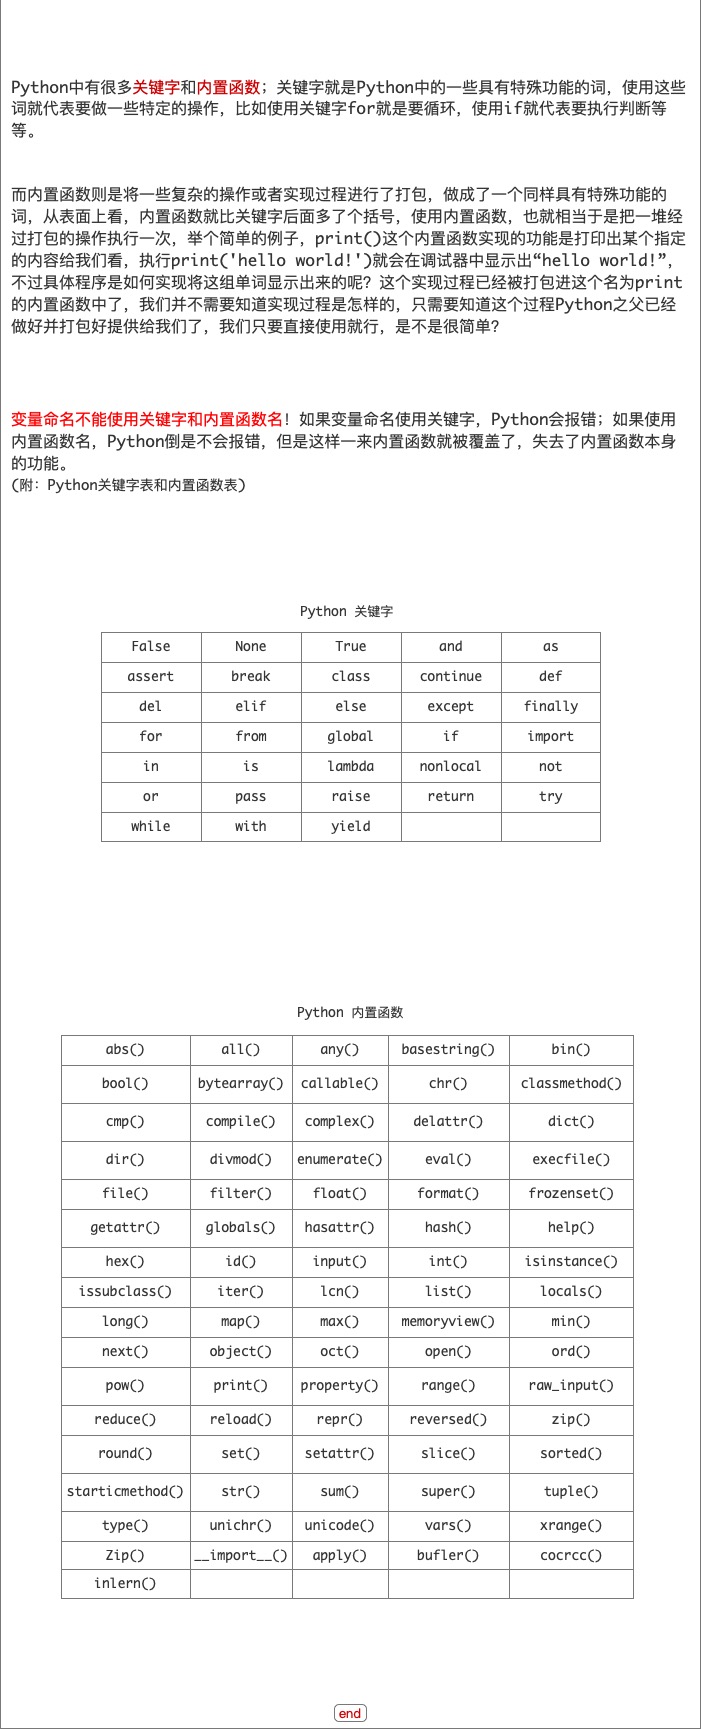 Python中有很多关键字和内置函数；关键字就是Python中的一些具有特殊功能的词，使用这些
词就代表要做一些特定的操作，比如使用关键字for就是要循环，使用if就代表要执行判断等
等。
而内置函数则是将一些复杂的操作或者实现过程进行了打包，做成了一个同样具有特殊功能的
词，从表面上看，内置函数就比关键字后面多了个括号，使用内置函数，也就相当于是把一堆经
过打包的操作执行一次，举个简单的例子，print()这个内置函数实现的功能是打印出某个指定
的内容给我们看，执行print('hello world!')就会在调试器中显示出“hello world!”，
不过具体程序是如何实现将这组单词显示出来的呢？这个实现过程已经被打包进这个名为print
的内置函数中了，我们并不需要知道实现过程是怎样的，只需要知道这个过程Python之父已经
做好并打包好提供给我们了，我们只要直接使用就行，是不是很简单？
变量命名不能使用关键字和内置函数名！如果变量命名使用关键字，Python会报错；如果使用
内置函数名，Python倒是不会报错，但是这样一来内置函数就被覆盖了，失去了内置函数本身
的功能。
(附：Python关键字表和内置函数表)
Python 关键字
False None True and as
assert break class continue def
del elif else except finally
for from global if import
in is lambda nonlocal not
or pass raise return try
while with yield
Python 内置函数
abs() all() any() basestring() bin()
bool() bytearray() callable() chr() classmethod()
cmp() compile() complex() delattr() dict()
dir() divmod() enumerate() eval() execfile()
file() filter() float() format() frozenset()
getattr() globals() hasattr() hash() help()
hex() id() input() int() isinstance()
issubclass() iter() lcn() list() locals()
long() map() max() memoryview() min()
next() object() oct() open() ord()
pow() print() property() range() raw_input()
reduce() reload() repr() reversed() zip()
round() set() setattr() slice() sorted()
starticmethod() str() sum() super() tuple()
type() unichr() unicode() vars() xrange()
Zip() __import__() apply() bufler() cocrcc()
inlern()
end